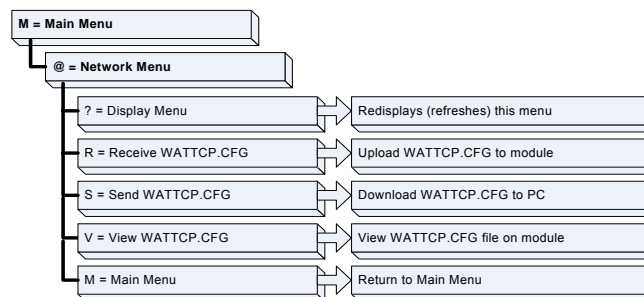 M = Main Menu
@ = Network Menu
? = Display Menu Redisplays (refreshes) this menu
R = Receive WATTCP.CFG Upload WATTCP.CFG to module
S = Send WATTCP.CFG Download WATTCP.CFG to PC
V = View WATTCP.CFG View WATTCP.CFG file on module
M = Main Menu Return to Main Menu